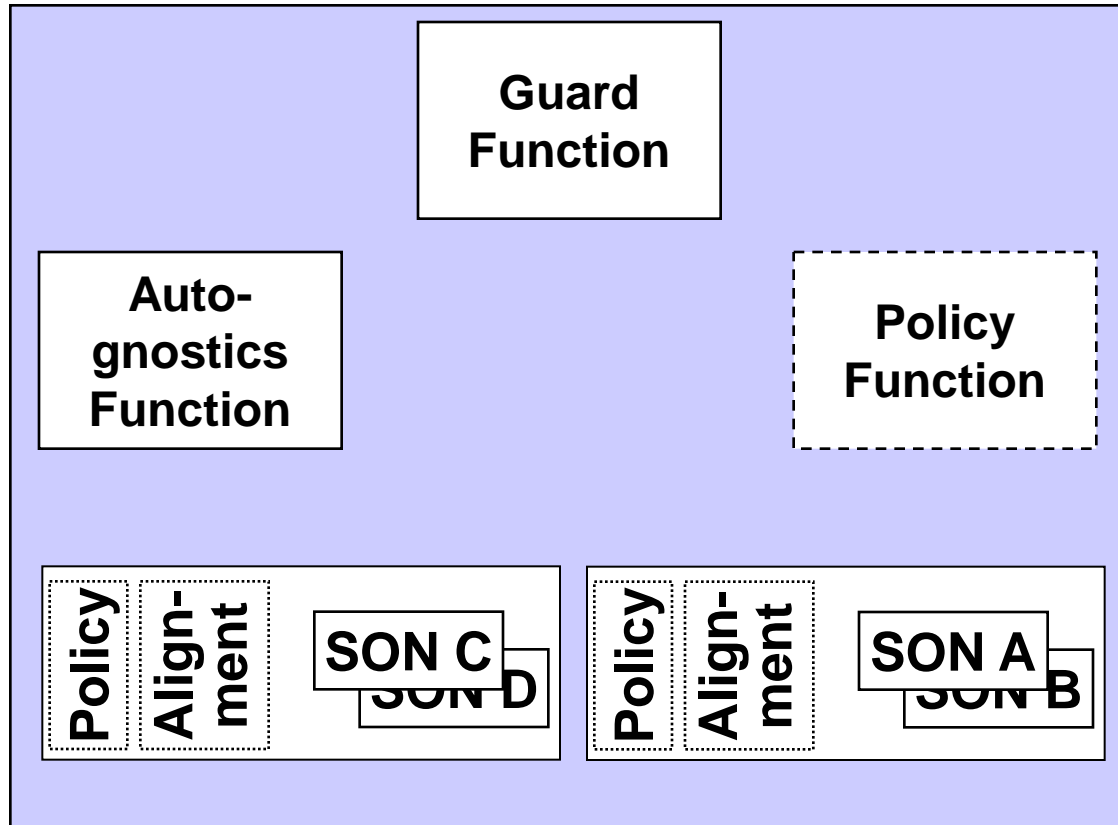 Guard
Function
Auto-
gnostics
Function
Policy
Function
Policy
Align-
ment
SON C
SON D
Policy
Align-
ment
SON A
SON B